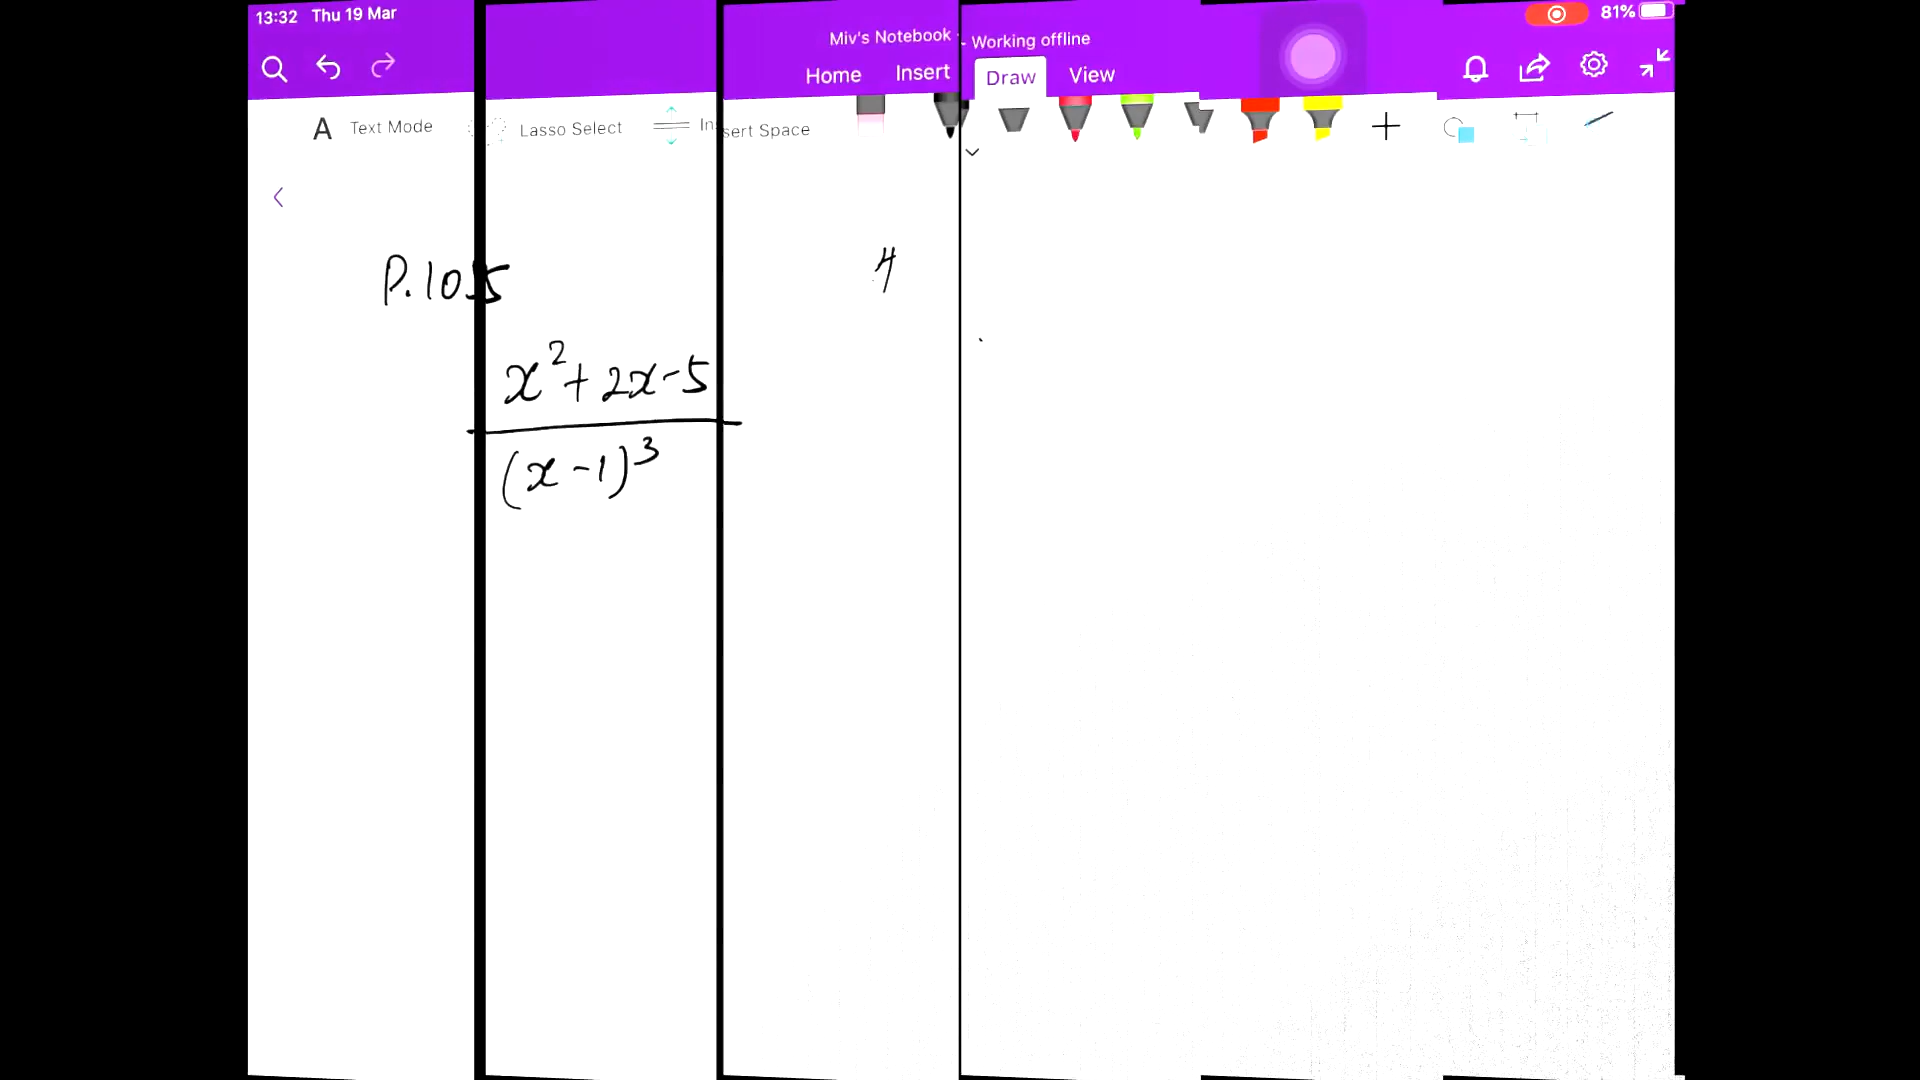 13:32 Thu 19 Mar
81%
Miv's Notebook - Working offline
Home Insert Draw View
A Text Mode Lasso Select Insert Space
P.105
x²+2x-5
(x-1)³